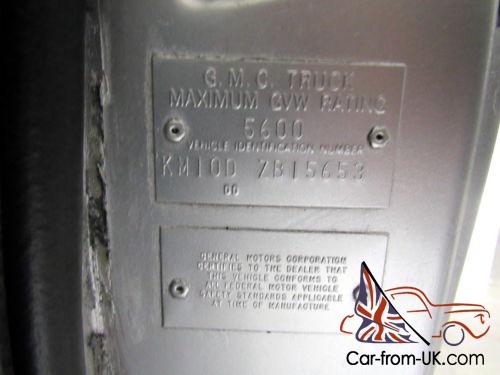 G.M.C. TRUCK
MAXIMUM GVW RATING
5600
VEHICLE IDENTIFICATION NUMBER
KM10D ZB15653
DO
GENERAL MOTORS CORPORATION
CERTIFIES TO THE DEALER THAT
THIS VEHICLE CONFORMS TO
ALL FEDERAL MOTOR VEHICLE
SAFETY STANDARDS APPLICABLE
AT TIME OF MANUFACTURE
Car-from-UK.com